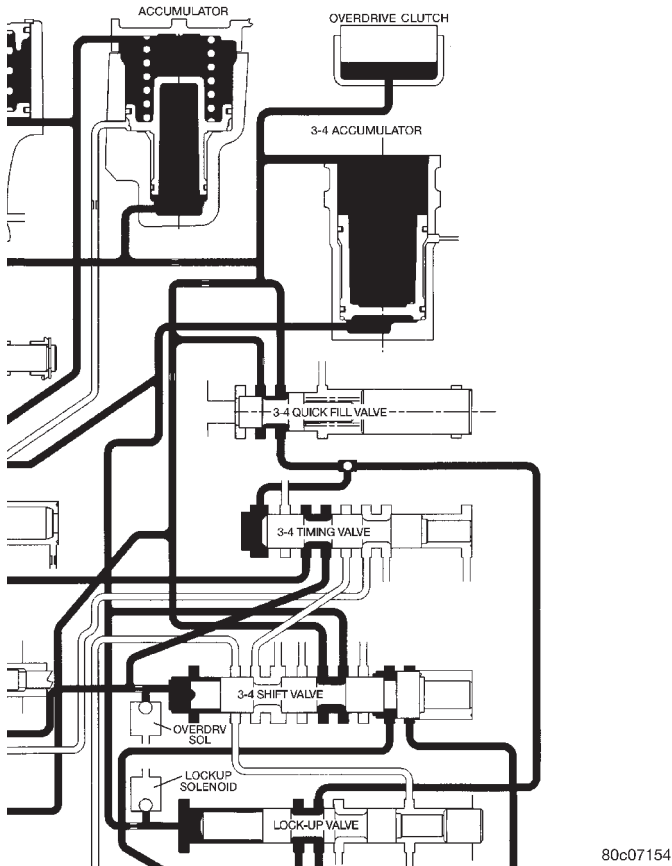 ACCUMULATOR
OVERDRIVE CLUTCH
3-4 ACCUMULATOR
3-4 QUICK FILL VALVE
3-4 TIMING VALVE
3-4 SHIFT VALVE
OVERDRV
SOL
LOCKUP
SOLENOID
LOCK-UP VALVE
80c07154